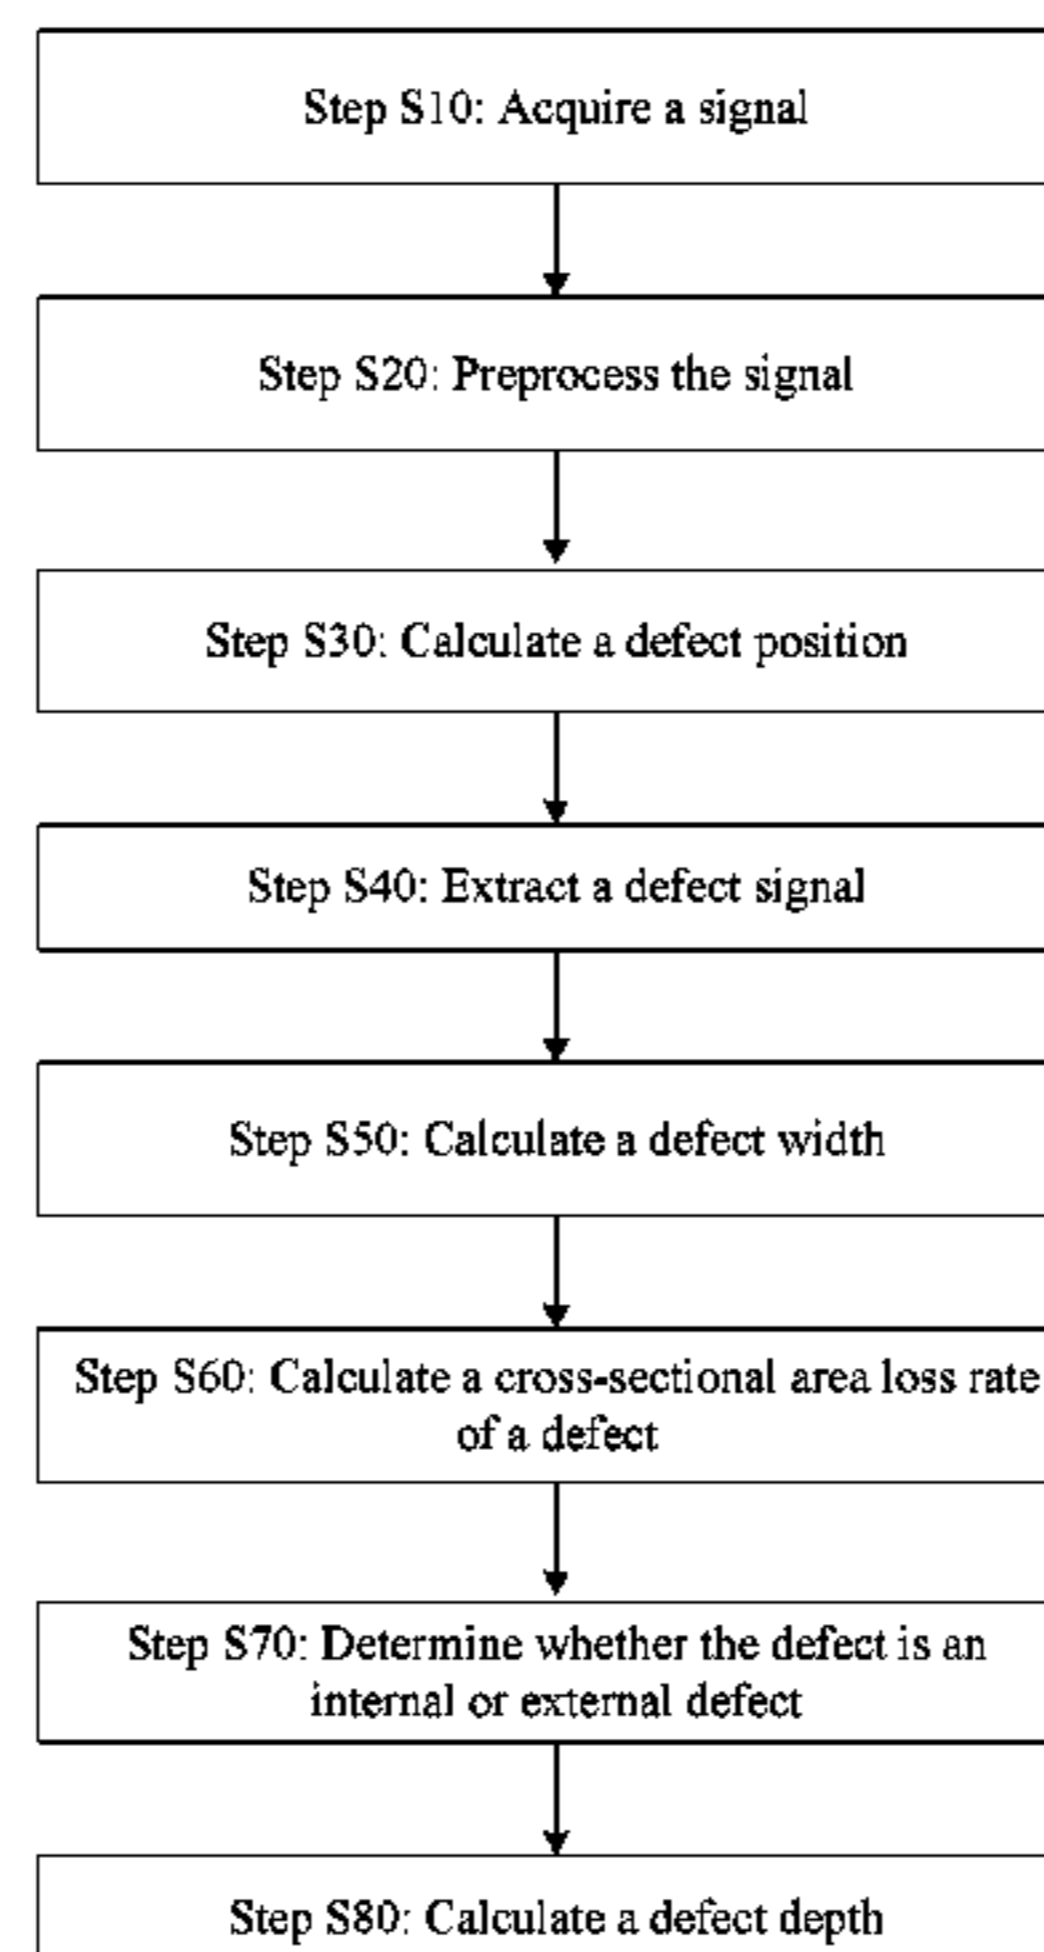 Step S10: Acquire a signal
Step S20: Preprocess the signal
Step S30: Calculate a defect position
Step S40: Extract a defect signal
Step S50: Calculate a defect width
Step S60: Calculate a cross-sectional area loss rate
of a defect
Step S70: Determine whether the defect is an
internal or external defect
Step S80: Calculate a defect depth